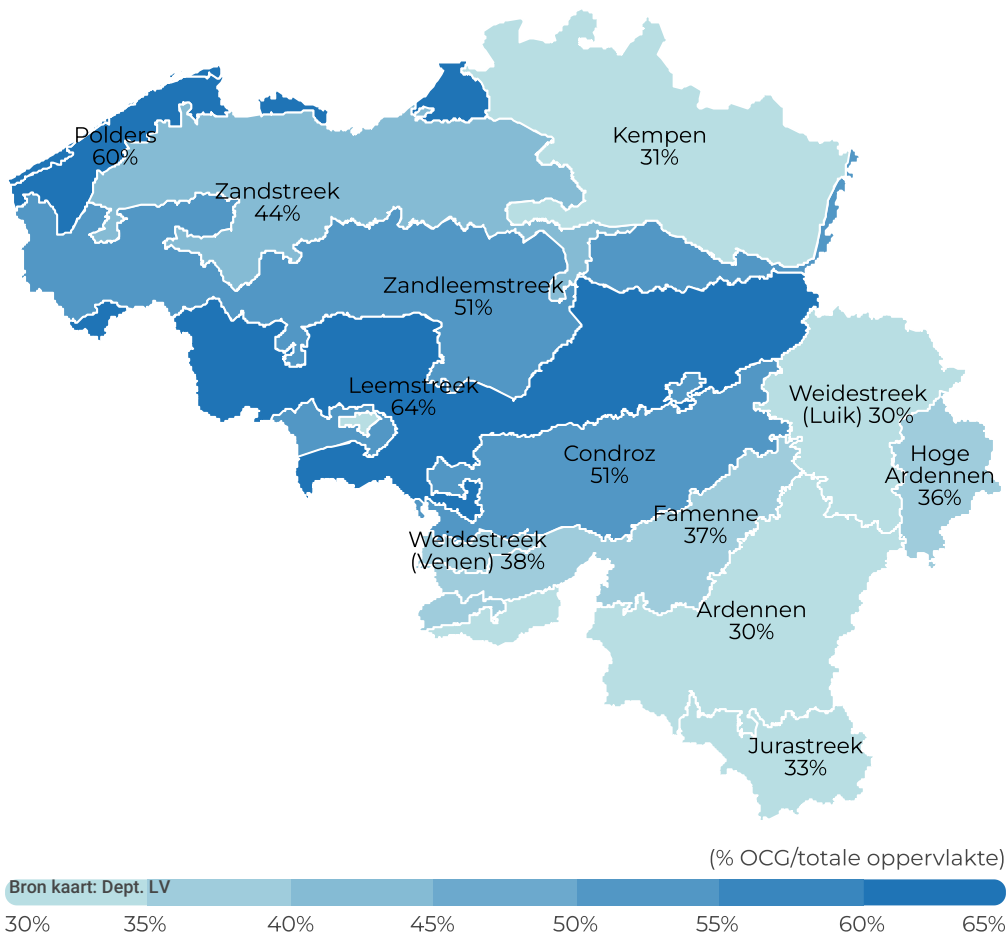 Polders
60%
Kempen
31%
Zandstreek
44%
Zandleemstreek
51%
Leemstreek
64%
Weidestreek
(Luik) 30%
Condroz
51%
Hoge
Ardennen
36%
Famenne
37%
Weidestreek
(Venen) 38%
Ardennen
30%
Jurastreek
33%
(% OCG/totale oppervlakte)
Bron kaart: Dept. LV
30% 35% 40% 45% 50% 55% 60% 65%